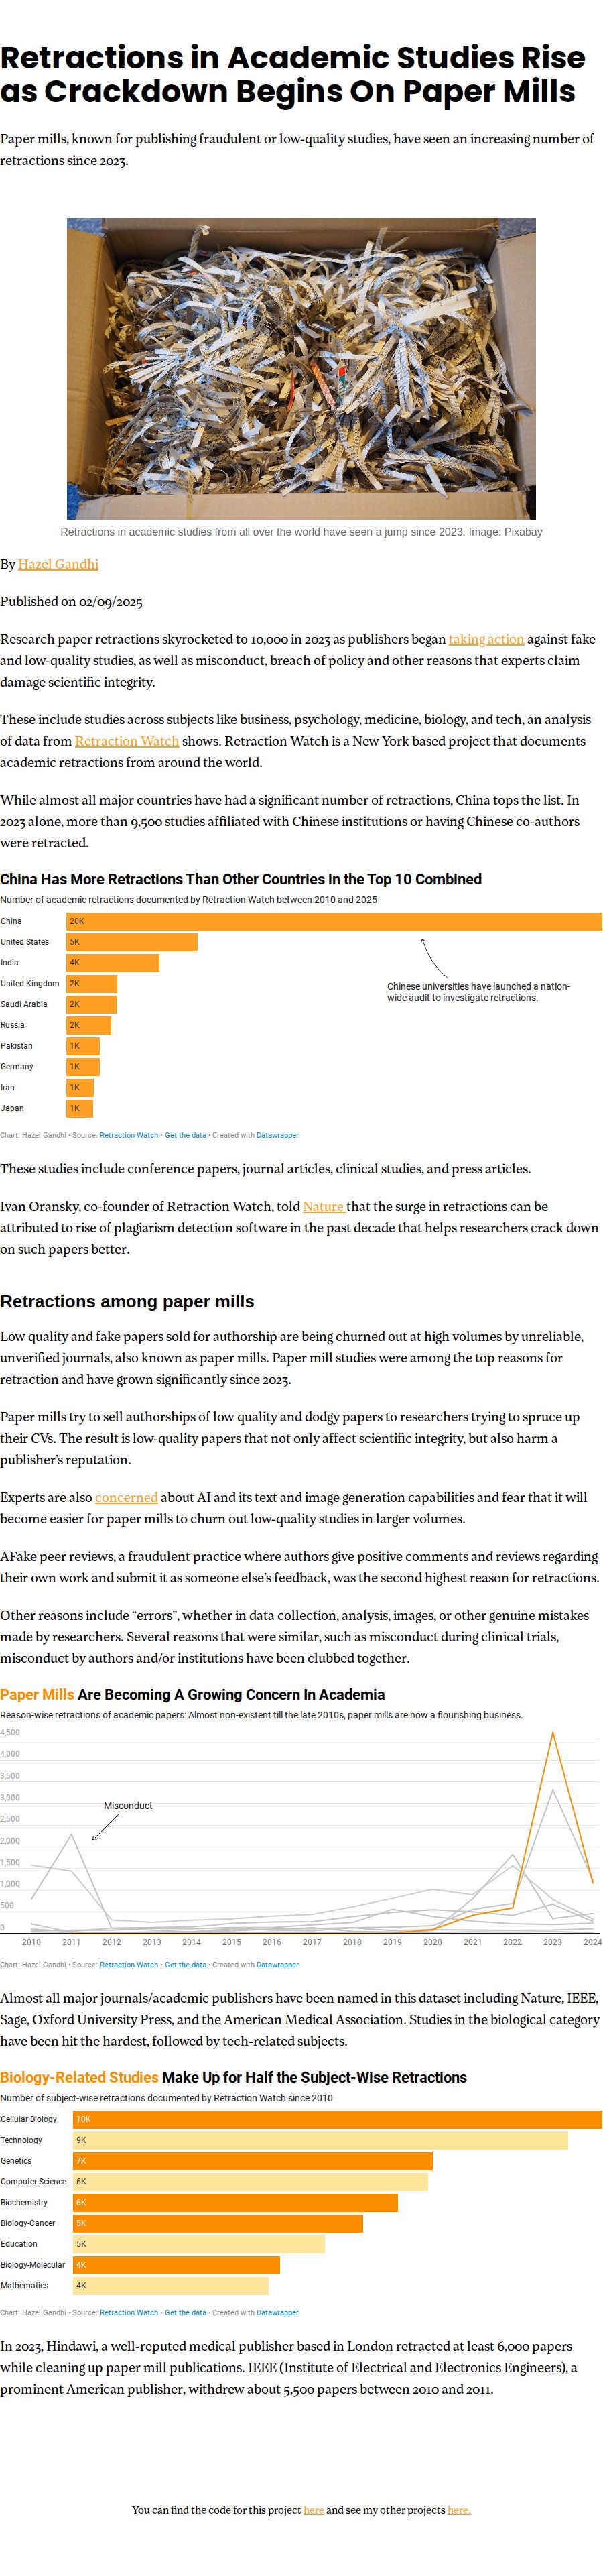 Retractions in Academic Studies Rise
as Crackdown Begins On Paper Mills
Paper mills, known for publishing fraudulent or low-quality studies, have seen an increasing number of
retractions since 2023.
Retractions in academic studies from all over the world have seen a jump since 2023. Image: Pixabay
By Hazel Gandhi
Published on 02/09/2025
Research paper retractions skyrocketed to 10,000 in 2023 as publishers began taking action against fake
and low-quality studies, as well as misconduct, breach of policy and other reasons that experts claim
damage scientific integrity.
These include studies across subjects like business, psychology, medicine, biology, and tech, an analysis
of data from Retraction Watch shows. Retraction Watch is a New York based project that documents
academic retractions from around the world.
While almost all major countries have had a significant number of retractions, China tops the list. In
2023 alone, more than 9,500 studies affiliated with Chinese institutions or having Chinese co-authors
were retracted.
China Has More Retractions Than Other Countries in the Top 10 Combined
Number of academic retractions documented by Retraction Watch between 2010 and 2025
China 20K
United States 5K
India 4K
United Kingdom 2K
Saudi Arabia 2K
Russia 2K
Pakistan 1K
Germany 1K
Iran 1K
Japan 1K
Chinese universities have launched a nation-
wide audit to investigate retractions.
Chart: Hazel Gandhi • Source: Retraction Watch • Get the data • Created with Datawrapper
These studies include conference papers, journal articles, clinical studies, and press articles.
Ivan Oransky, co-founder of Retraction Watch, told Nature that the surge in retractions can be
attributed to rise of plagiarism detection software in the past decade that helps researchers crack down
on such papers better.
Retractions among paper mills
Low quality and fake papers sold for authorship are being churned out at high volumes by unreliable,
unverified journals, also known as paper mills. Paper mill studies were among the top reasons for
retraction and have grown significantly since 2023.
Paper mills try to sell authorships of low quality and dodgy papers to researchers trying to spruce up
their CVs. The result is low-quality papers that not only affect scientific integrity, but also harm a
publisher's reputation.
Experts are also concerned about AI and its text and image generation capabilities and fear that it will
become easier for paper mills to churn out low-quality studies in larger volumes.
AFake peer reviews, a fraudulent practice where authors give positive comments and reviews regarding
their own work and submit it as someone else's feedback, was the second highest reason for retractions.
Other reasons include “errors”, whether in data collection, analysis, images, or other genuine mistakes
made by researchers. Several reasons that were similar, such as misconduct during clinical trials,
misconduct by authors and/or institutions have been clubbed together.
Paper Mills Are Becoming A Growing Concern In Academia
Reason-wise retractions of academic papers: Almost non-existent till the late 2010s, paper mills are now a flourishing business.
4,500
4,000
3,500
3,000
2,500
2,000
1,500
1,000
500
0
Misconduct
2010 2011 2012 2013 2014 2015 2016 2017 2018 2019 2020 2021 2022 2023 2024
Chart: Hazel Gandhi • Source: Retraction Watch • Get the data • Created with Datawrapper
Almost all major journals/academic publishers have been named in this dataset including Nature, IEEE,
Sage, Oxford University Press, and the American Medical Association. Studies in the biological category
have been hit the hardest, followed by tech-related subjects.
Biology-Related Studies Make Up for Half the Subject-Wise Retractions
Number of subject-wise retractions documented by Retraction Watch since 2010
Cellular Biology 10K
Technology 9K
Genetics 7K
Computer Science 6K
Biochemistry 6K
Biology-Cancer 5K
Education 5K
Biology-Molecular 4K
Mathematics 4K
Chart: Hazel Gandhi • Source: Retraction Watch • Get the data • Created with Datawrapper
In 2023, Hindawi, a well-reputed medical publisher based in London retracted at least 6,000 papers
while cleaning up paper mill publications. IEEE (Institute of Electrical and Electronics Engineers), a
prominent American publisher, withdrew about 5,500 papers between 2010 and 2011.
You can find the code for this project here and see my other projects here.